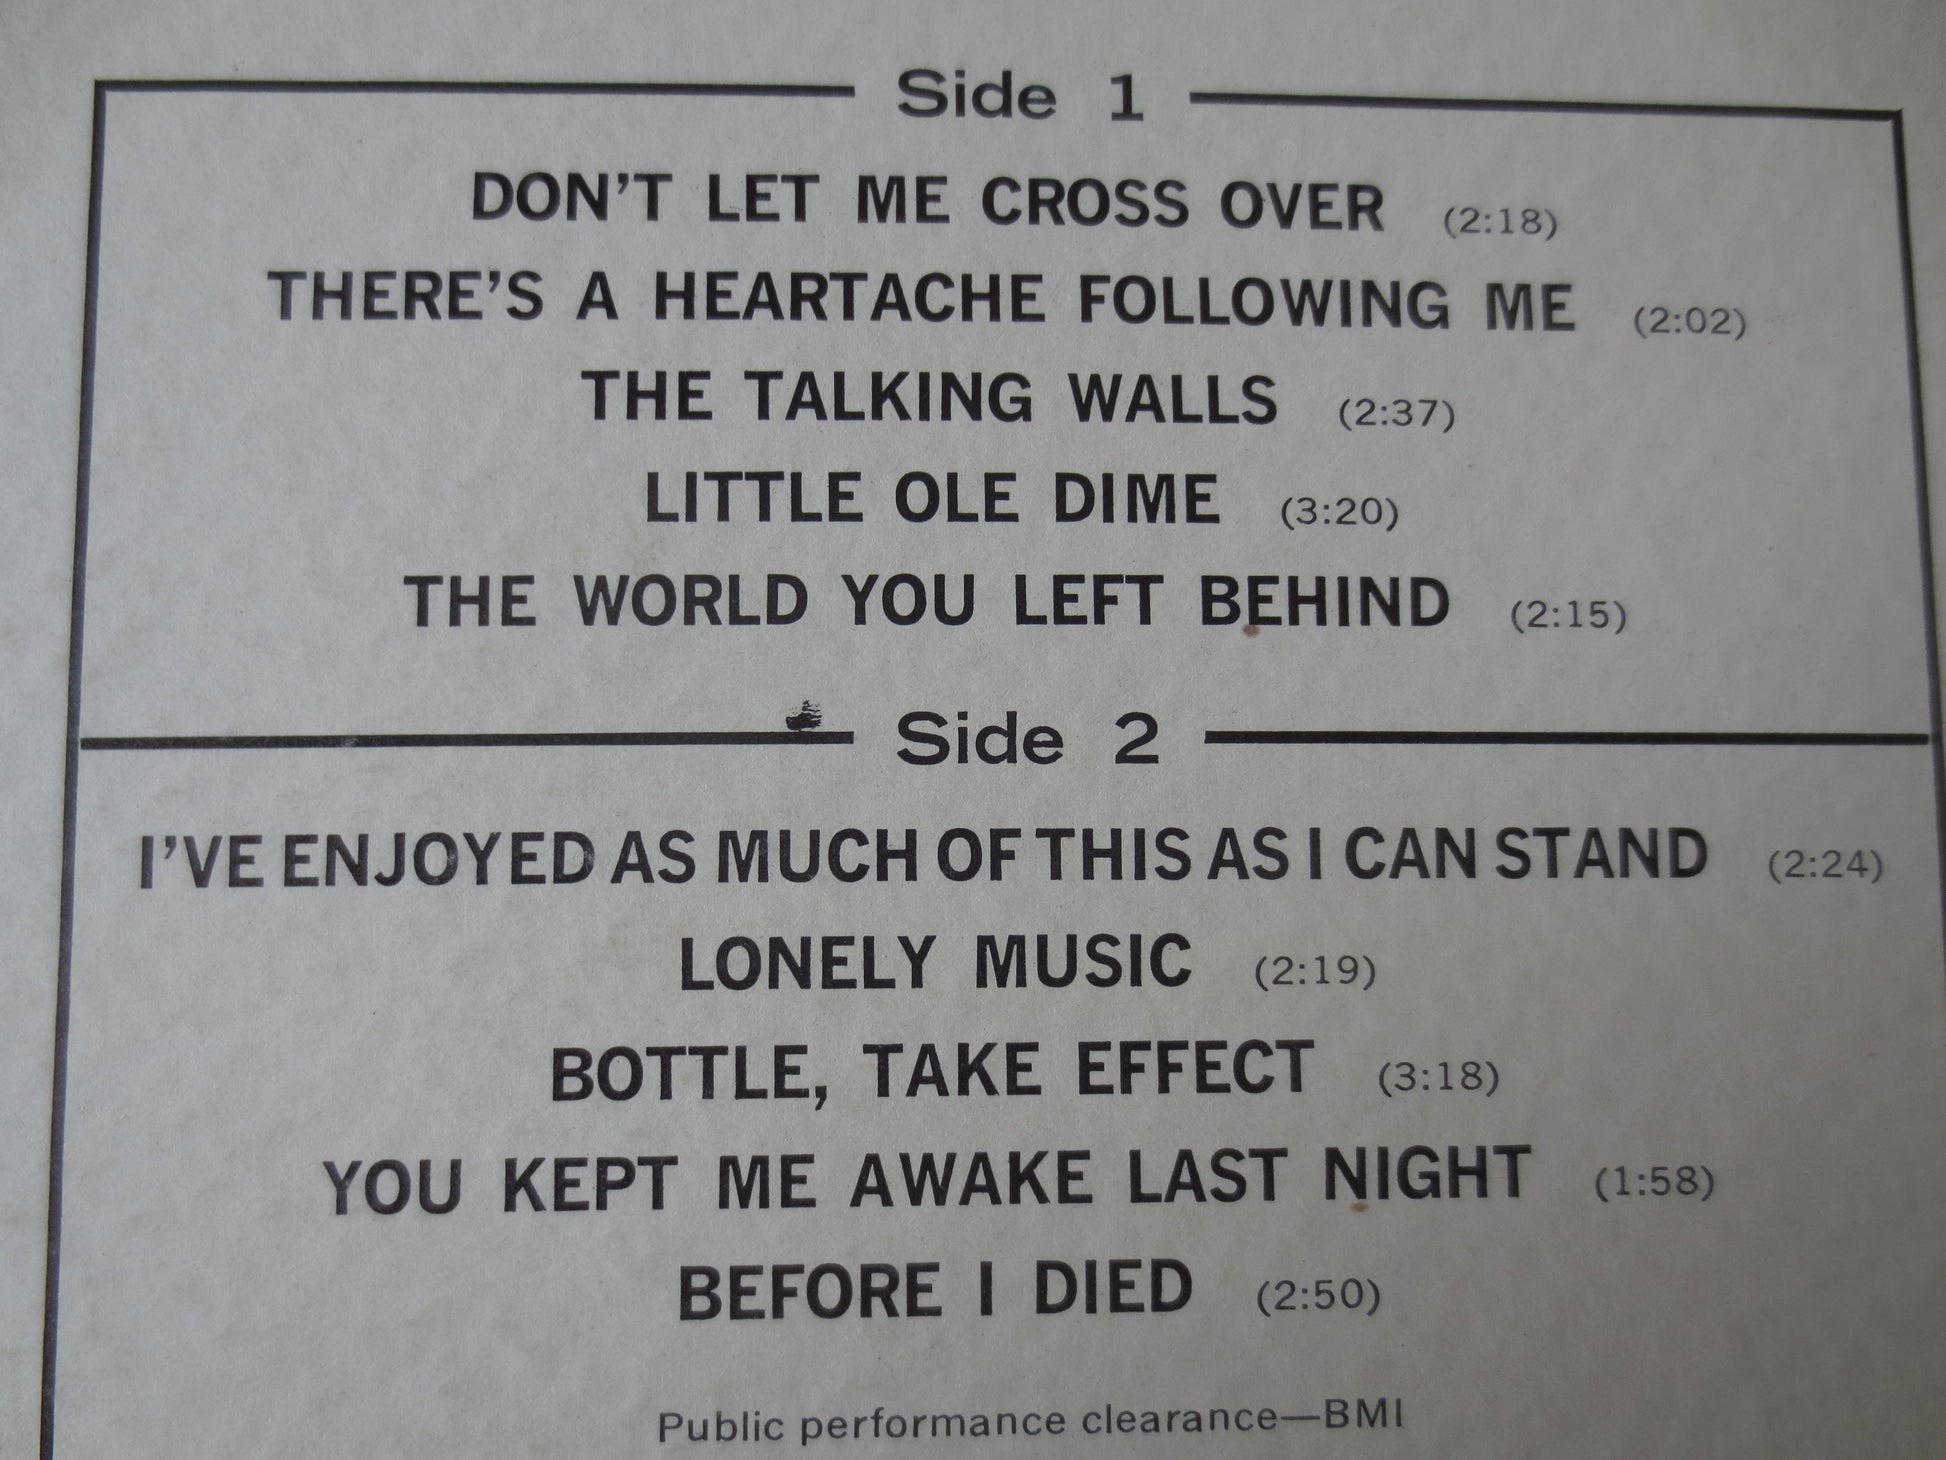 Side 1
DON'T LET ME CROSS OVER (2:18)
THERE'S A HEARTACHE FOLLOWING ME (2:02)
THE TALKING WALLS (2:37)
LITTLE OLE DIME (3:20)
THE WORLD YOU LEFT BEHIND (2:15)
Side 2
I'VE ENJOYED AS MUCH OF THIS AS I CAN STAND (2:24)
LONELY MUSIC (2:19)
BOTTLE, TAKE EFFECT (3:18)
YOU KEPT ME AWAKE LAST NIGHT (1:58)
BEFORE I DIED (2:50)
Public performance clearance—BMI